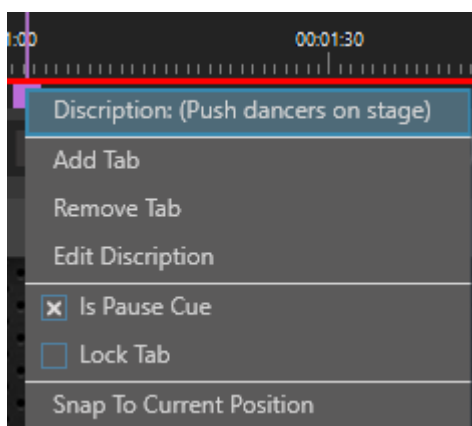 1:00 00:01:30
Discription: (Push dancers on stage)
Add Tab
Remove Tab
Edit Discription
Is Pause Cue
Lock Tab
Snap To Current Position